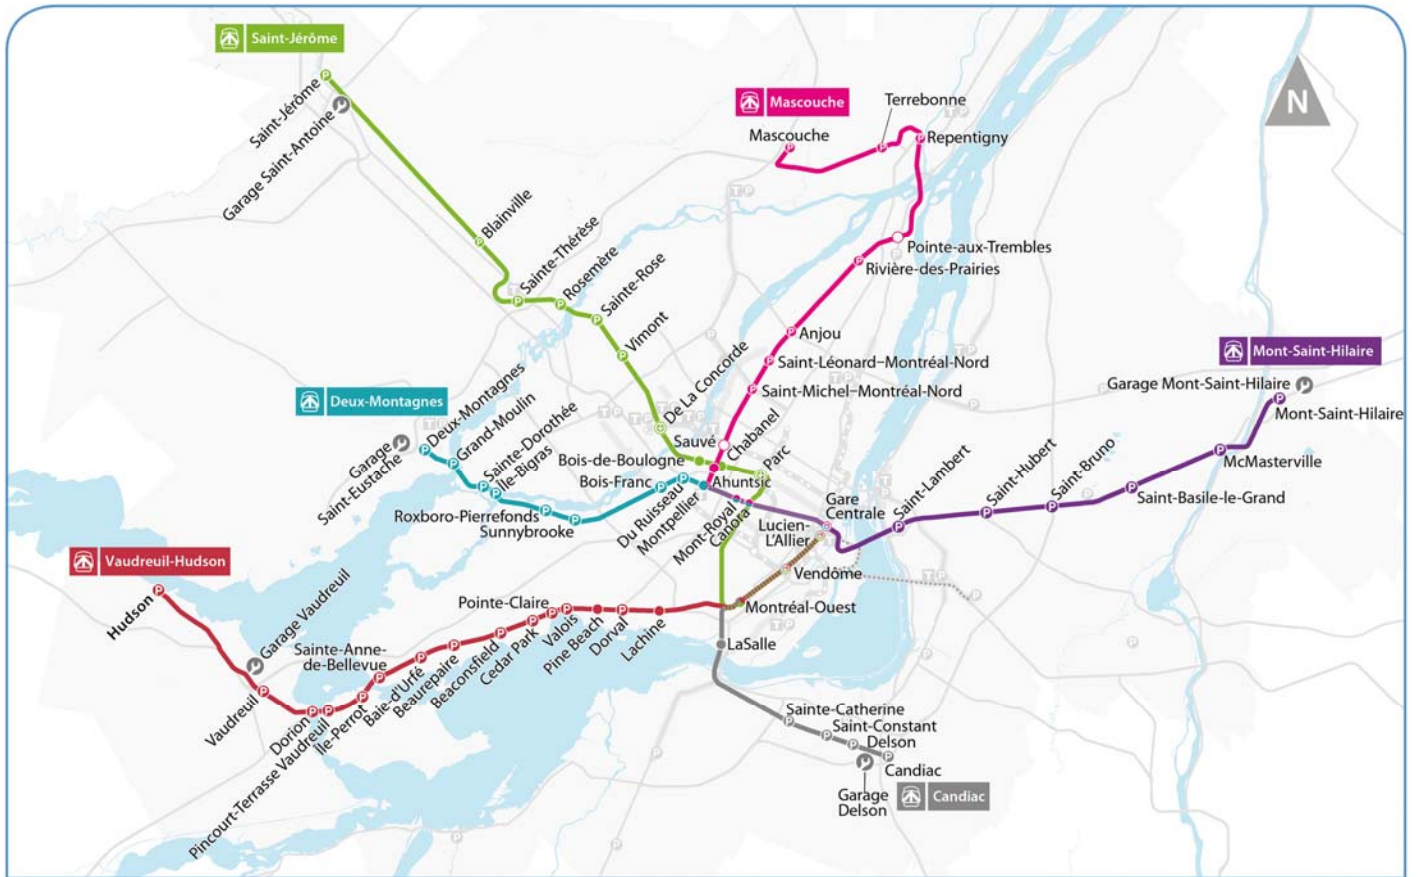 Saint-Jérôme
Saint-Jérôme
Garage Saint-Antoine
Blainville
Sainte-Thérèse
Rosemère
Sainte-Rose
Vimont
De La Concorde
Mascouche
Mascouche
Terrebonne
Repentigny
N
Pointe-aux-Trembles
Rivière-des-Prairies
Anjou
Saint-Léonard–Montréal-Nord
Saint-Michel–Montréal-Nord
Sauvé
Chabanel
Parc
Bois-de-Boulogne
Ahuntsic
Mont-Saint-Hilaire
Garage Mont-Saint-Hilaire
Mont-Saint-Hilaire
McMasterville
Saint-Basile-le-Grand
Saint-Bruno
Saint-Hubert
Saint-Lambert
Gare
Centrale
Lucien-
L'Allier
Vendôme
Montréal-Ouest
Deux-Montagnes
Deux-Montagnes
Garage
Saint-Eustache
Grand-Moulin
Sainte-Dorothée
Île-Bigras
Roxboro-Pierrefonds
Sunnybrooke
Bois-Franc
Du Ruisseau
Montpellier
Mont-Royal
Canora
Vaudreuil-Hudson
Hudson
Garage Vaudreuil
Vaudreuil
Dorion
Pincourt-Terrasse Vaudreuil
Île-Perrot
Sainte-Anne-
de-Bellevue
Baie-d'Urfé
Beaurepaire
Beaconsfield
Cedar Park
Pointe-Claire
Valois
Pine Beach
Dorval
Lachine
LaSalle
Sainte-Catherine
Saint-Constant
Delson
Candiac
Garage
Delson
Candiac